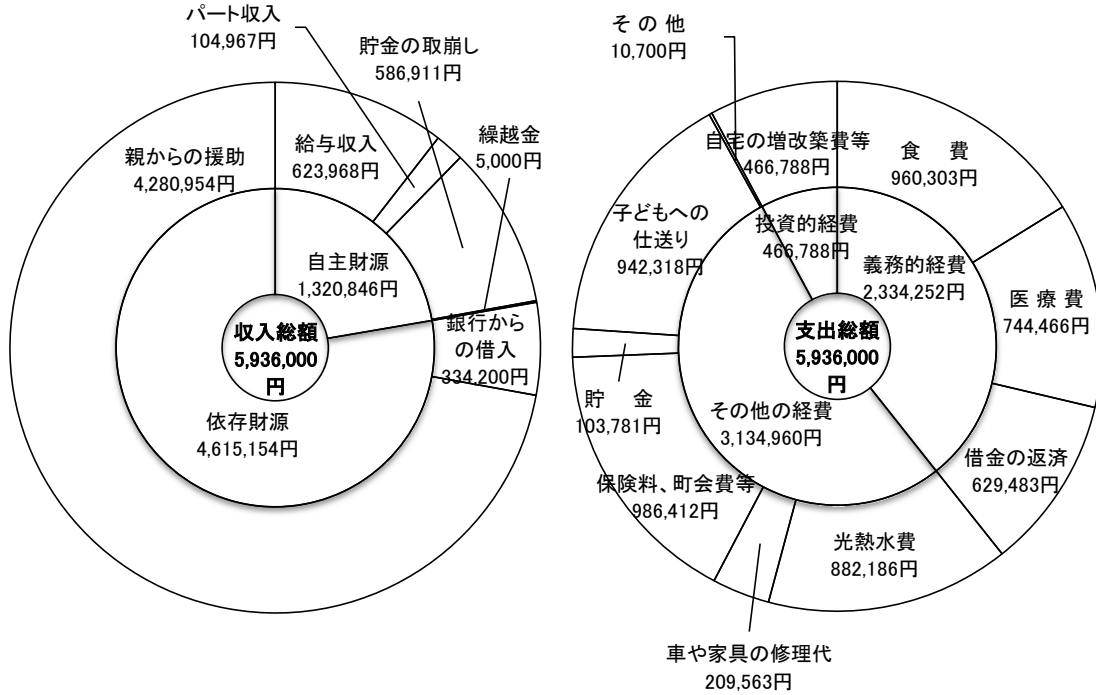 パート収入
104,967円
貯金の取崩し
586,911円
繰越金
5,000円
給与収入
623,968円
親からの援助
4,280,954円
自主財源
1,320,846円
収入総額
5,936,000
円
銀行から
の借入
334,200円
依存財源
4,615,154円
そ の 他
10,700円
自宅の増改築費等
466,788円
食　費
960,303円
子どもへの
仕送り
942,318円
投資的経費
466,788円
義務的経費
2,334,252円
医 療 費
744,466円
支出総額
5,936,000
円
貯　金
103,781円
その他の経費
3,134,960円
借金の返済
629,483円
保険料、町会費等
986,412円
光熱水費
882,186円
車や家具の修理代
209,563円